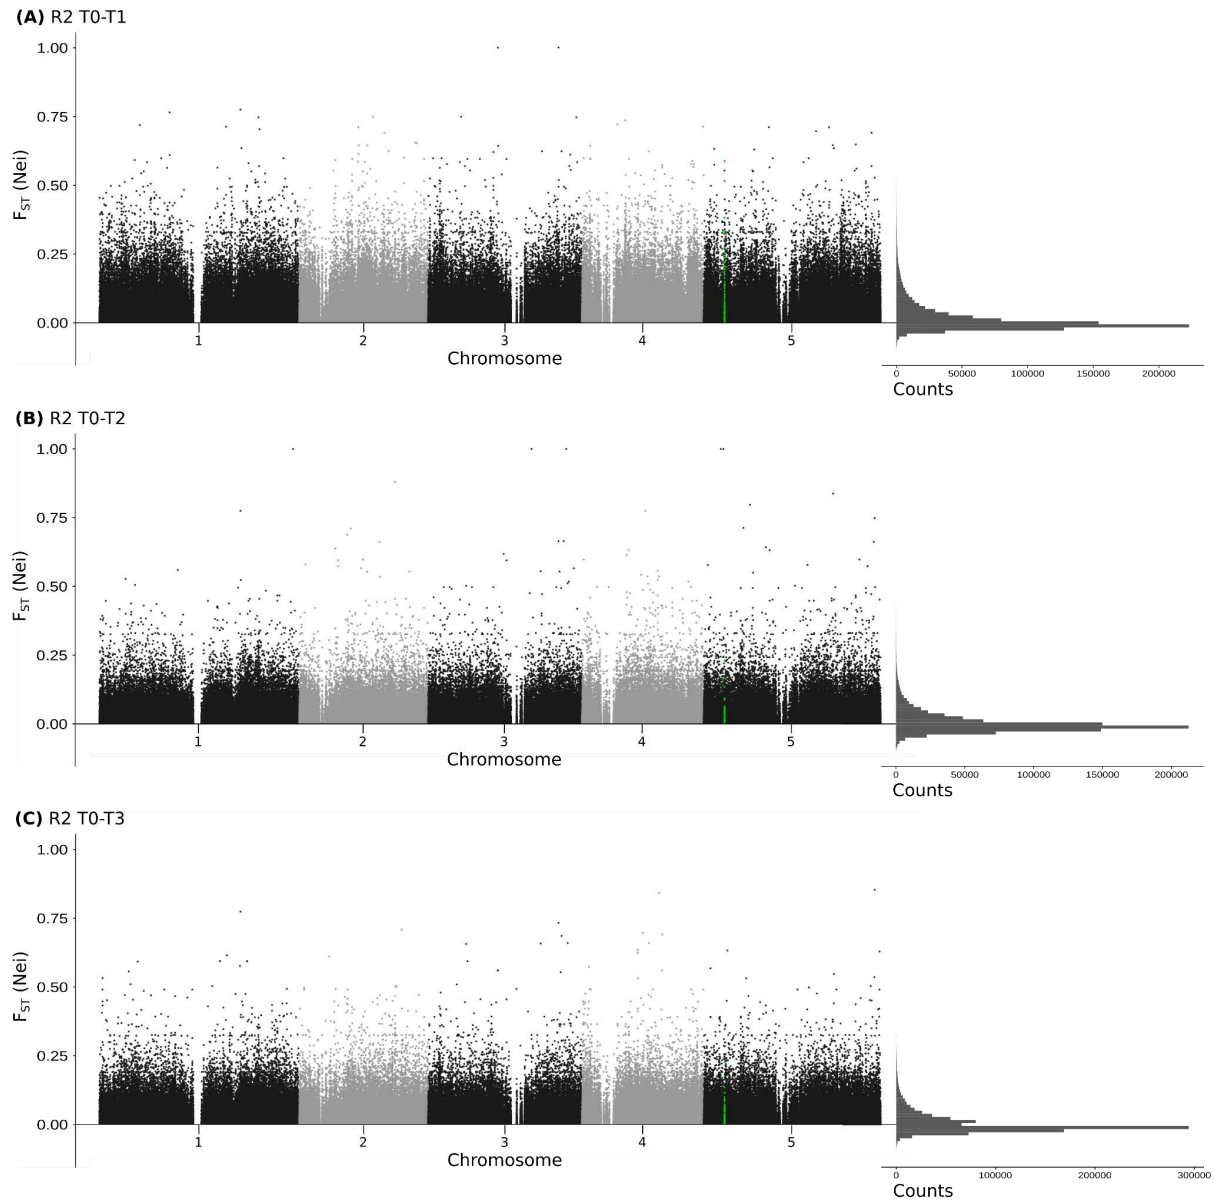 (A) R2 T0-T1
1.00
0.75
0.50
0.25
0.00
F_ST (Nei)
1 2 3 4 5
Chromosome
0 50000 100000 150000 200000
Counts
(B) R2 T0-T2
1.00
0.75
0.50
0.25
0.00
F_ST (Nei)
1 2 3 4 5
Chromosome
0 50000 100000 150000 200000
Counts
(C) R2 T0-T3
1.00
0.75
0.50
0.25
0.00
F_ST (Nei)
1 2 3 4 5
Chromosome
0 100000 200000 300000
Counts